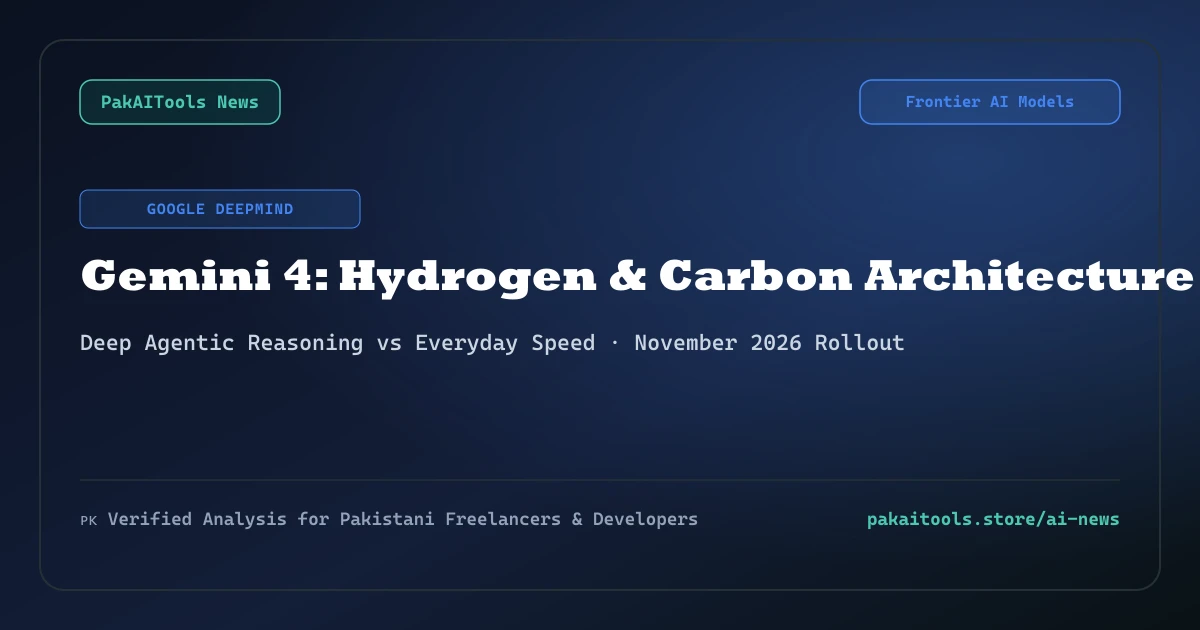 PakAITools News
Frontier AI Models
GOOGLE DEEPMIND
Gemini 4: Hydrogen & Carbon Architecture
Deep Agentic Reasoning vs Everyday Speed · November 2026 Rollout
PK Verified Analysis for Pakistani Freelancers & Developers
pakaitools.store/ai-news